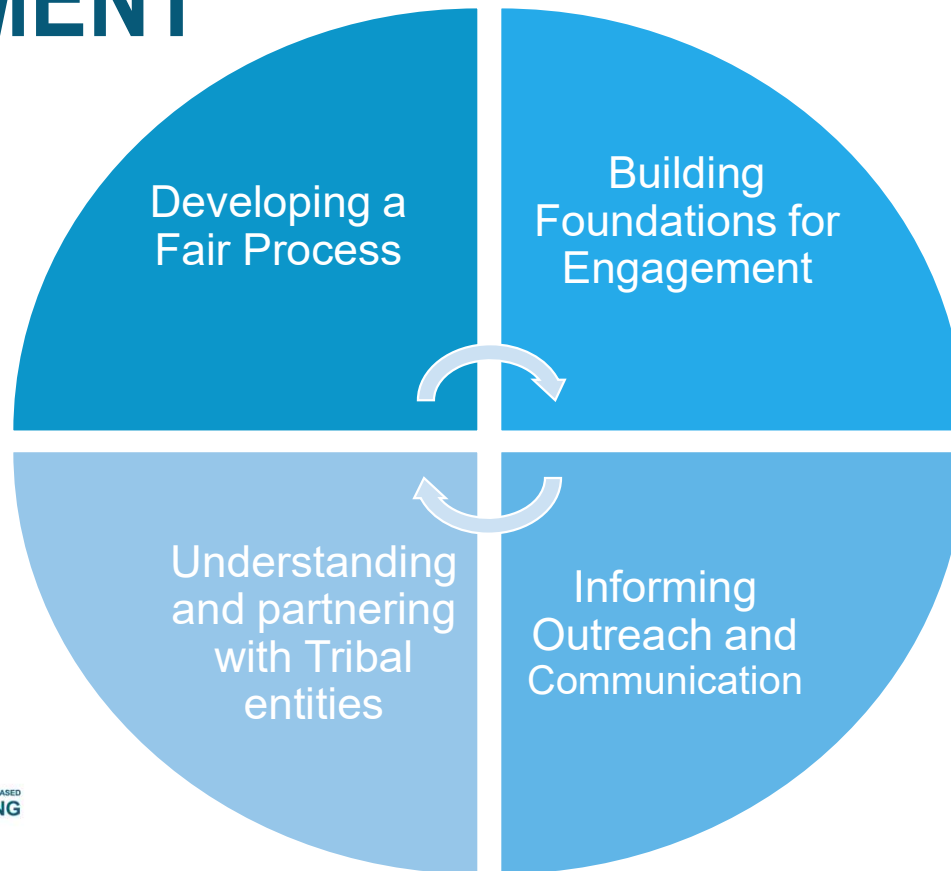 MENT
Developing a
Fair Process
Building
Foundations for
Engagement
Understanding
and partnering
with Tribal
entities
Informing
Outreach and
Communication
ASED
NG